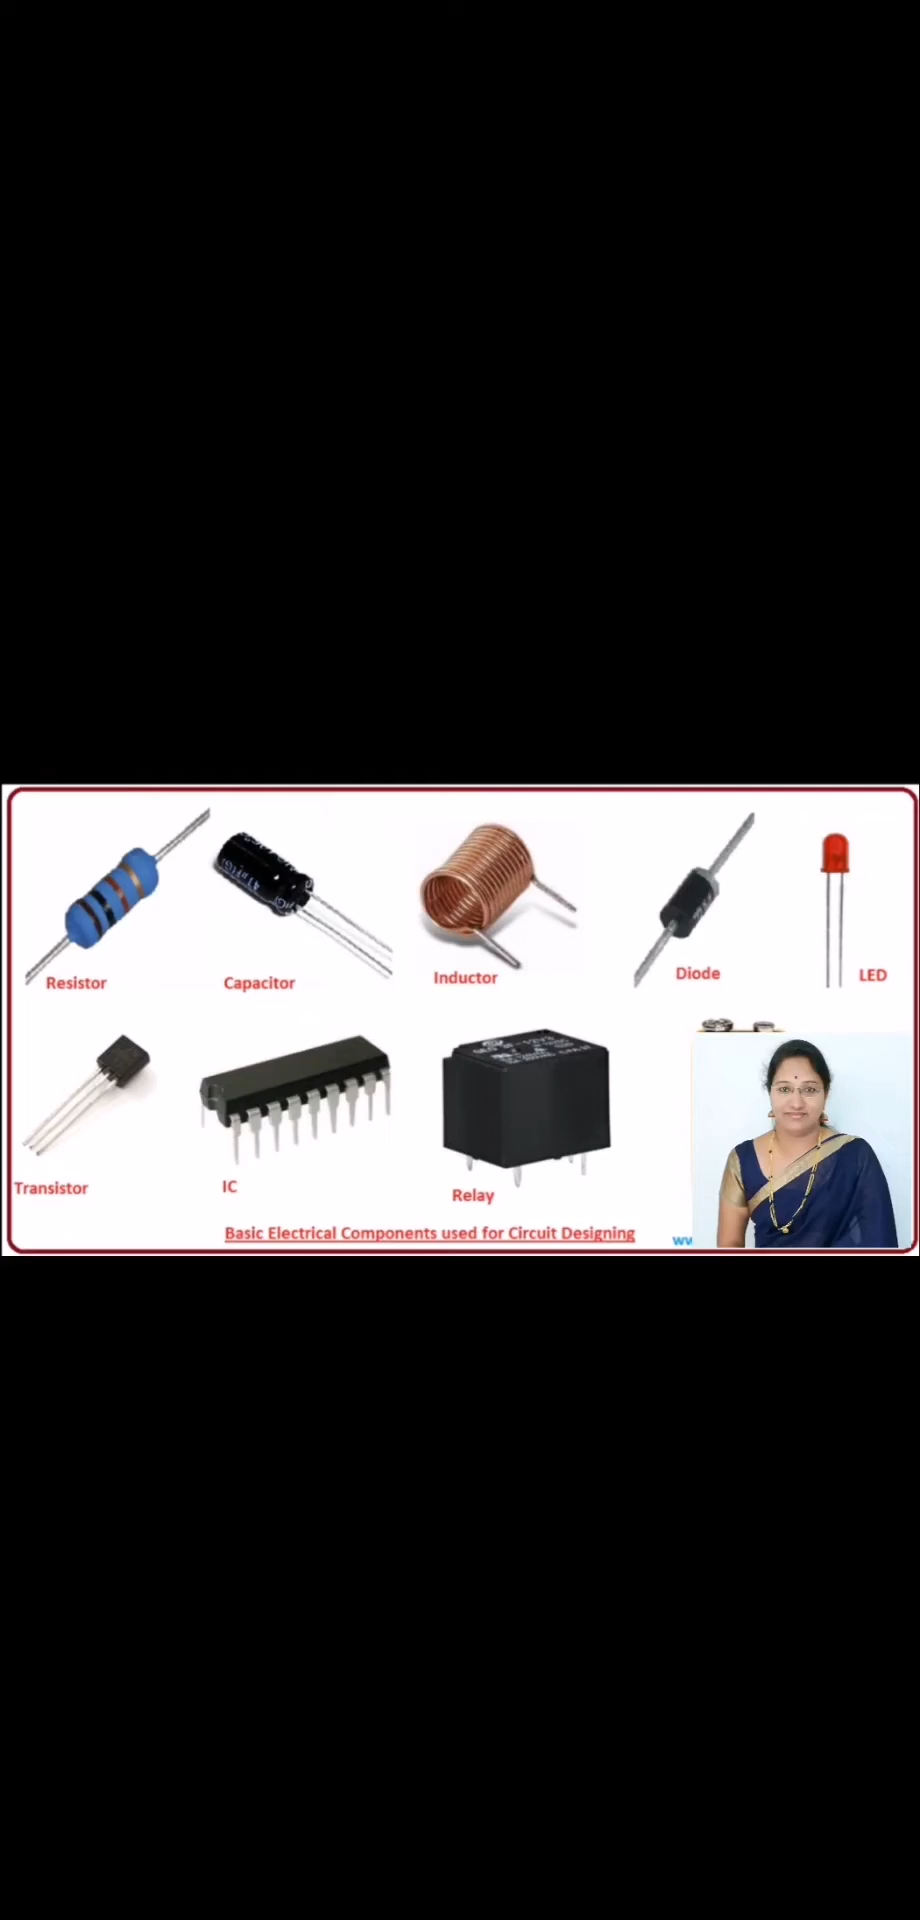 Resistor
Capacitor
Inductor
Diode
LED
Transistor
IC
Relay
Basic Electrical Components used for Circuit Designing